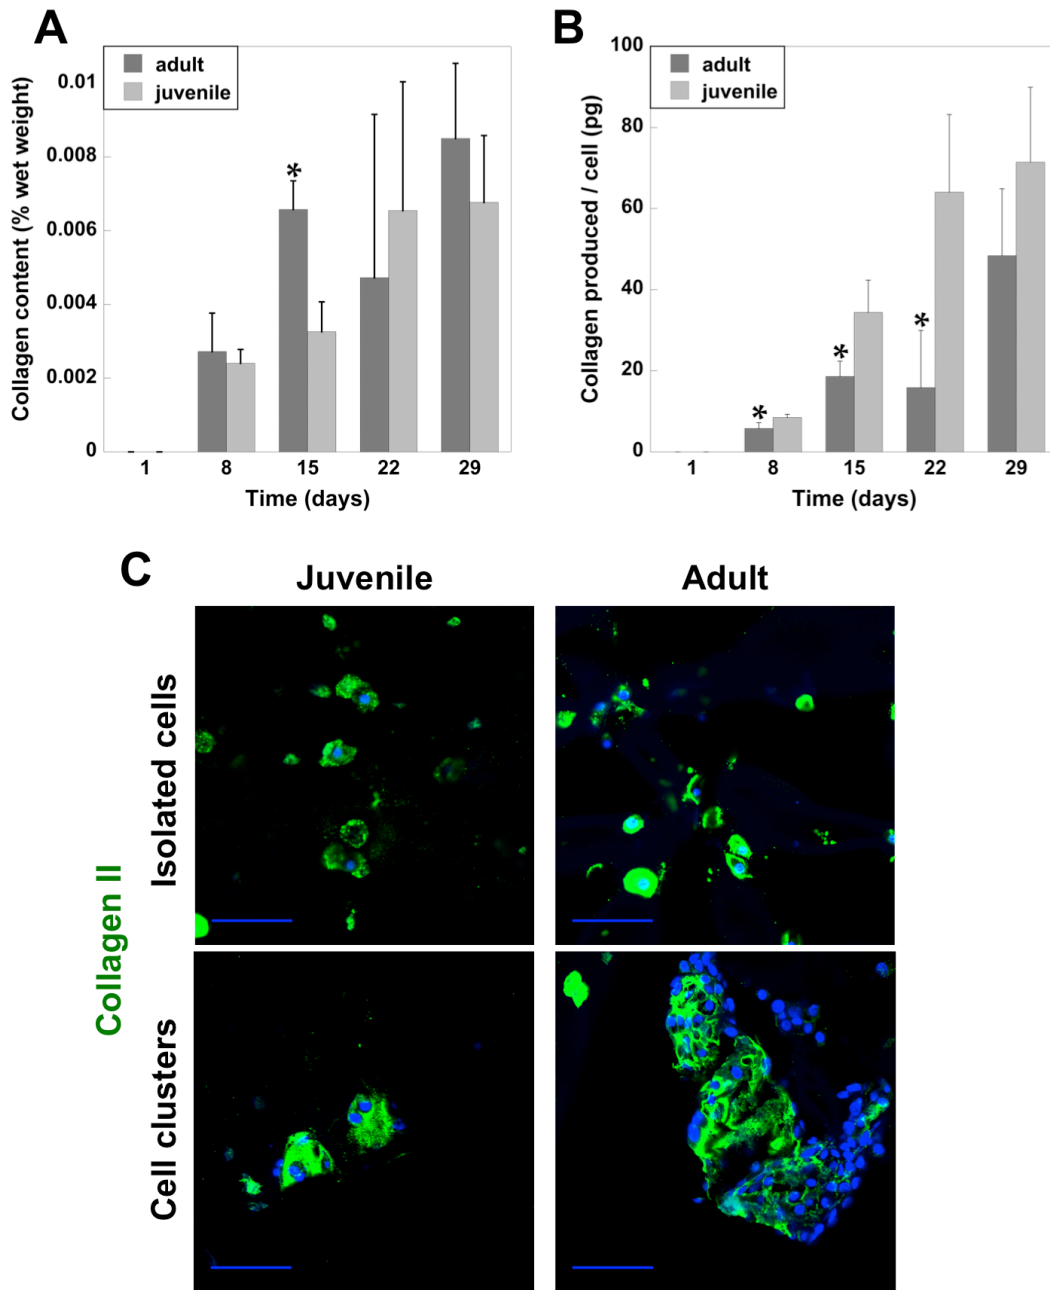 A
adult
juvenile
Collagen content (% wet weight)
0.01
0.008
0.006
0.004
0.002
0
*
1 8 15 22 29
Time (days)
B
adult
juvenile
Collagen produced / cell (pg)
100
80
60
40
20
0
* * *
1 8 15 22 29
Time (days)
C
Juvenile Adult
Collagen II
Isolated cells
Cell clusters